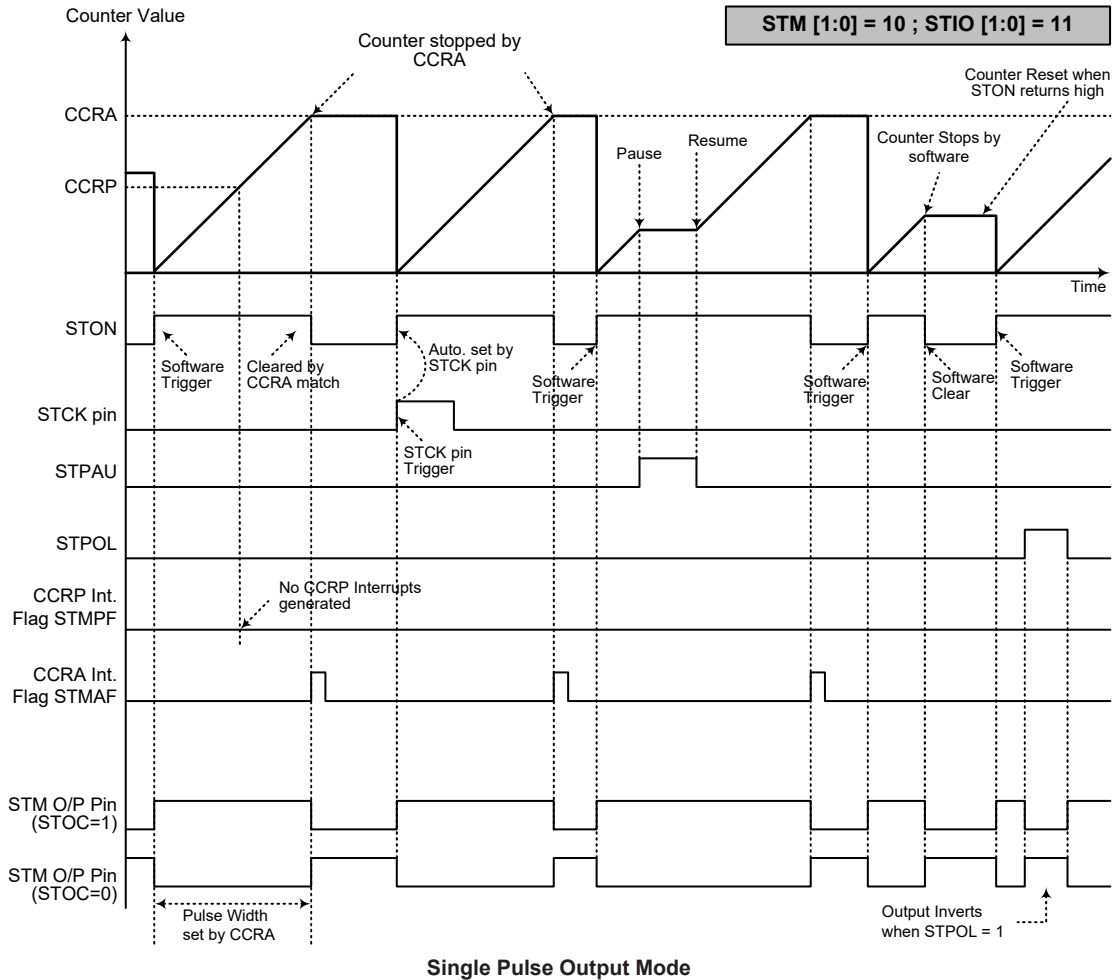 Counter Value
STM [1:0] = 10 ; STIO [1:0] = 11
Counter stopped by
CCRA
Counter Reset when
STON returns high
CCRA
Pause
Resume
Counter Stops by
software
CCRP
Time
STON
Software
Trigger
Cleared by
CCRA match
Auto. set by
STCK pin
Software
Trigger
Software
Trigger
Software
Clear
Software
Trigger
STCK pin
STCK pin
Trigger
STPAU
STPOL
CCRP Int.
Flag STMPF
No CCRP Interrupts
generated
CCRA Int.
Flag STMAF
STM O/P Pin
(STOC=1)
STM O/P Pin
(STOC=0)
Pulse Width
set by CCRA
Output Inverts
when STPOL = 1
Single Pulse Output Mode